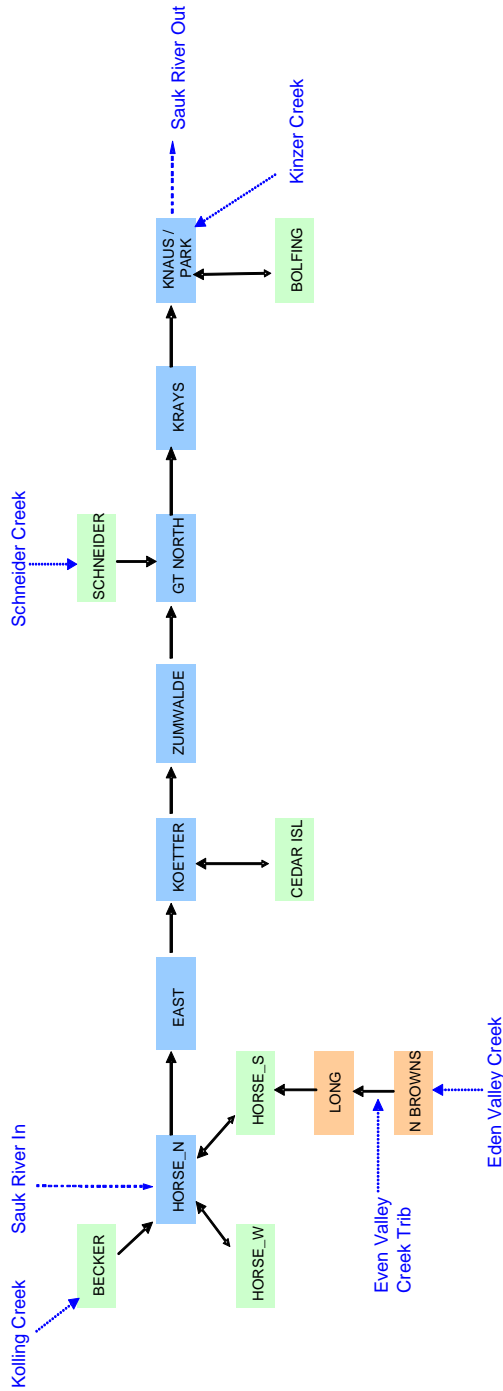 Kolling Creek
Sauk River In
Schneider Creek
Sauk River Out
Kinzer Creek
BECKER
SCHNEIDER
HORSE_N
EAST
KOETTER
ZUMWALDE
GT NORTH
KRAYS
KNAUS /
PARK
HORSE_W
HORSE_S
CEDAR ISL
BOLFING
LONG
N BROWNS
Even Valley
Creek Trib
Eden Valley Creek